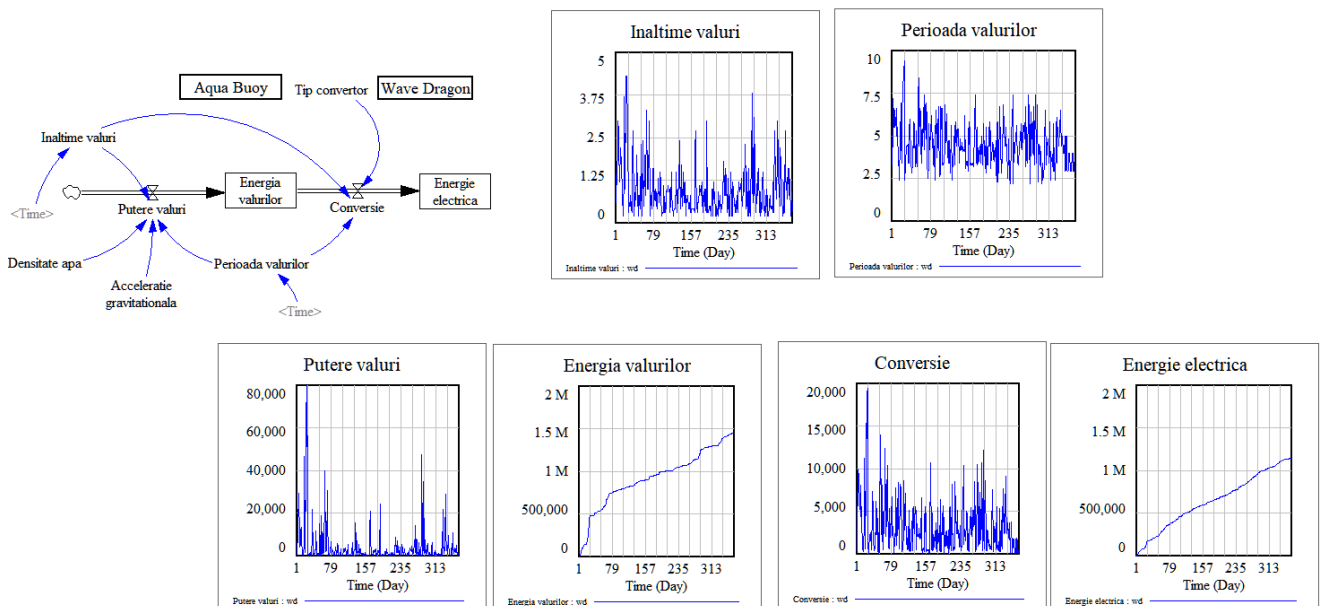 Aqua Buoy
Tip convertor
Wave Dragon
Inaltime valuri
Energia
valurilor
Energie
electrica
<Time>
Putere valuri
Conversie
Densitate apa
Perioada valurilor
Acceleratie
gravitationala
<Time>
Inaltime valuri
5
3.75
2.5
1.25
0
1 79 157 235 313
Time (Day)
Inaltime valuri : wd
Perioada valurilor
10
7.5
5
2.5
0
1 79 157 235 313
Time (Day)
Perioada valurilor : wd
Putere valuri
80,000
60,000
40,000
20,000
0
1 79 157 235 313
Time (Day)
Putere valuri : wd
Energia valurilor
2 M
1.5 M
1 M
500,000
0
1 79 157 235 313
Time (Day)
Energia valurilor : wd
Conversie
20,000
15,000
10,000
5,000
0
1 79 157 235 313
Time (Day)
Conversie : wd
Energie electrica
2 M
1.5 M
1 M
500,000
0
1 79 157 235 313
Time (Day)
Energie electrica : wd